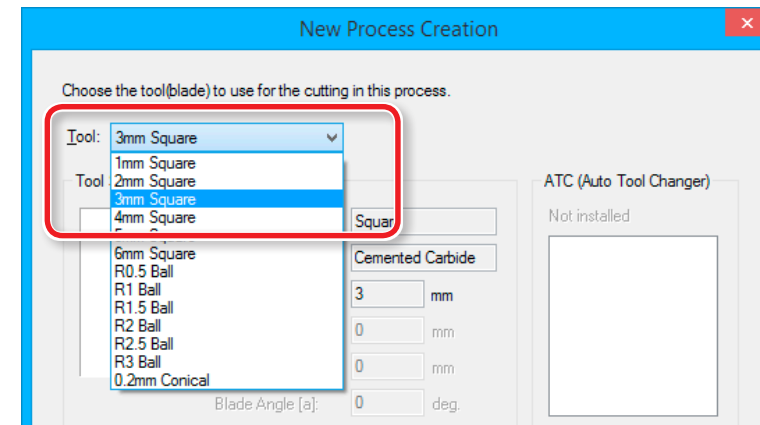 New Process Creation
Choose the tool(blade) to use for the cutting in this process.
Tool: 3mm Square
1mm Square
Tool
2mm Square
ATC (Auto Tool Changer)
3mm Square
4mm Square
Squar
Not installed
6mm Square
Cemented Carbide
R0.5 Ball
R1 Ball
3 mm
R1.5 Ball
R2 Ball
0 mm
R2.5 Ball
R3 Ball
0 mm
0.2mm Conical
Blade Angle [a]: 0 deg.